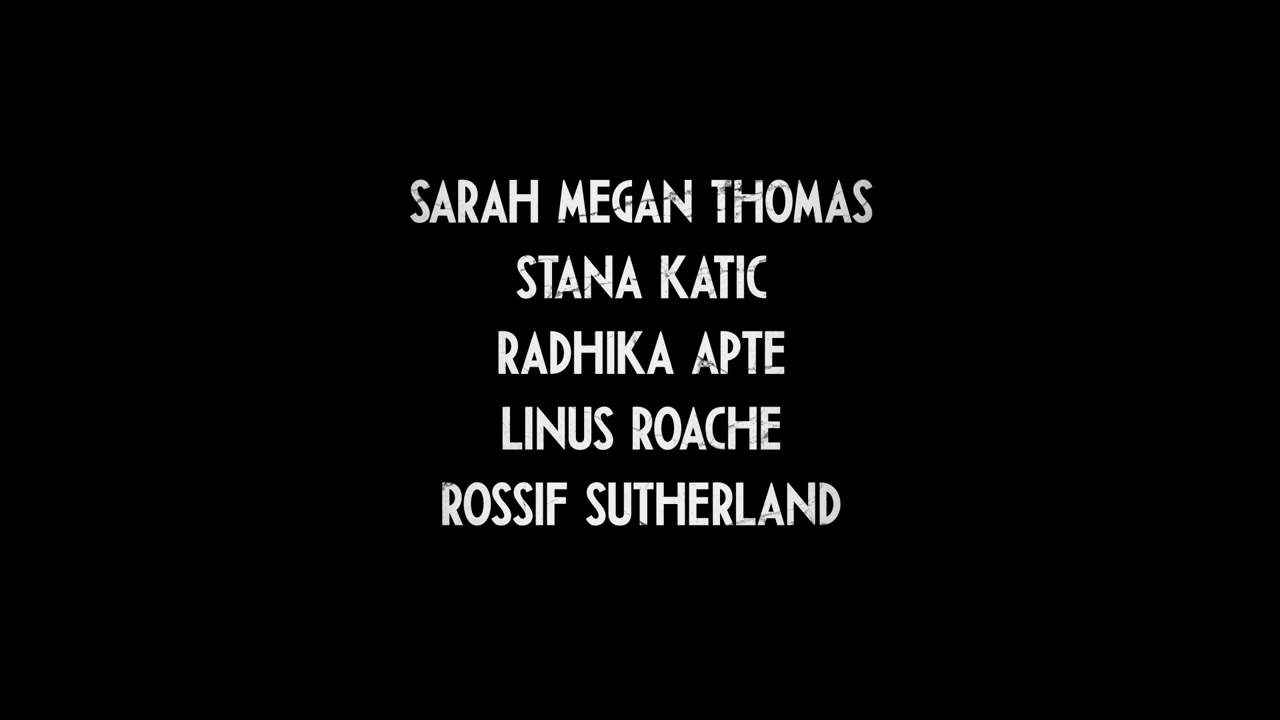 SARAH MEGAN THOMAS
STANA KATIC
RADHIKA APTE
LINUS ROACHE
ROSSIF SUTHERLAND